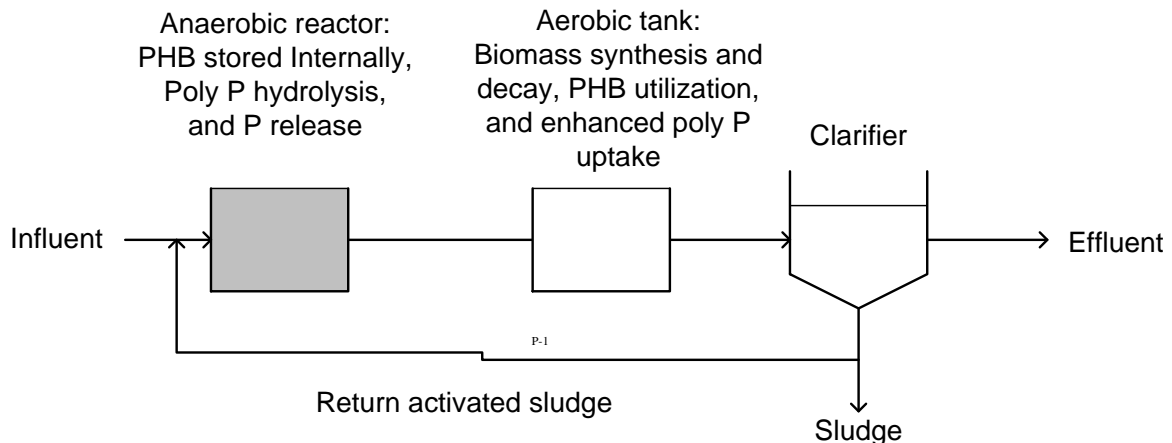 Anaerobic reactor:
PHB stored Internally,
Poly P hydrolysis,
and P release
Aerobic tank:
Biomass synthesis and
decay, PHB utilization,
and enhanced poly P
uptake
Clarifier
Influent
Effluent
P-1
Return activated sludge
Sludge